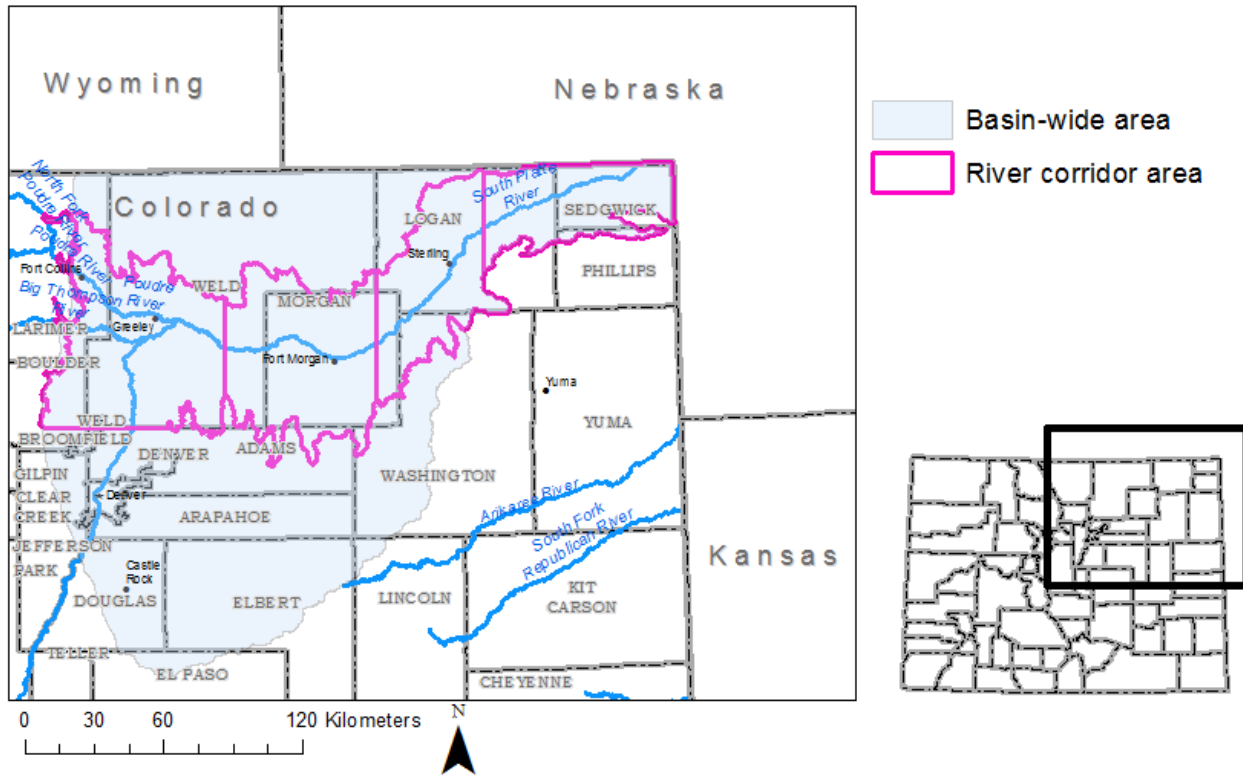 Wyoming
Nebraska
Basin-wide area
River corridor area
North Fork
Poudre River
Poudre River
Colorado
South Platte
River
LOGAN
SEDGWICK
Sterling
PHILLIPS
Fort Collins
Poudre
River
Big Thompson
River
WELD
MORGAN
Greeley
LARIMER
BOULDER
Fort Morgan
Yuma
YUMA
WELD
BROOMFIELD
DENVER
ADAMS
GILPIN
WASHINGTON
CLEAR
CREEK
Denver
ARAPAHOE
Arikaree River
South Fork
Republican River
JEFFERSON
PARK
Kansas
Castle
Rock
DOUGLAS
ELBERT
LINCOLN
KIT
CARSON
TELLER
EL PASO
CHEYENNE
0 30 60 120 Kilometers
N